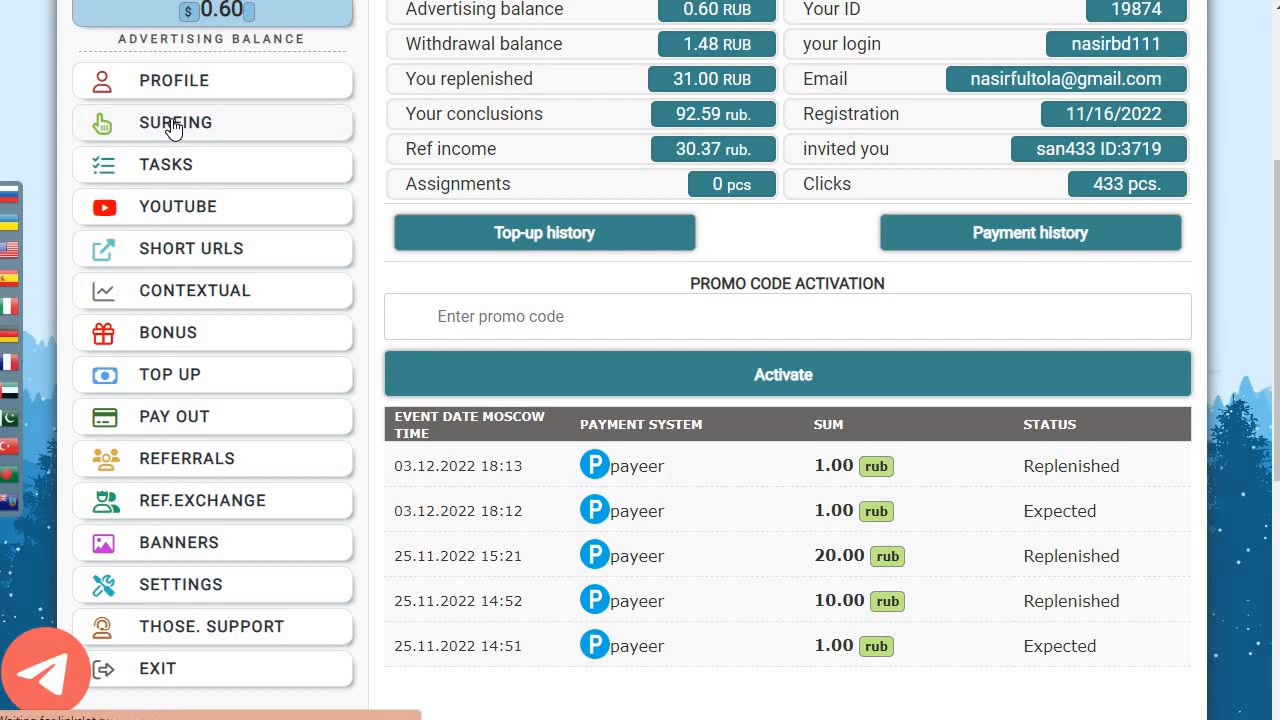 $ 0.60
ADVERTISING BALANCE
PROFILE
SURFING
TASKS
YOUTUBE
SHORT URLS
CONTEXTUAL
BONUS
TOP UP
PAY OUT
REFERRALS
REF.EXCHANGE
BANNERS
SETTINGS
THOSE. SUPPORT
EXIT
Advertising balance 0.60 RUB
Withdrawal balance 1.48 RUB
You replenished 31.00 RUB
Your conclusions 92.59 rub.
Ref income 30.37 rub.
Assignments 0 pcs
Your ID 19874
your login nasirbd111
Email nasirfultola@gmail.com
Registration 11/16/2022
invited you san433 ID:3719
Clicks 433 pcs.
Top-up history
Payment history
PROMO CODE ACTIVATION
Enter promo code
Activate
EVENT DATE MOSCOW TIME PAYMENT SYSTEM SUM STATUS
03.12.2022 18:13 P payeer 1.00 rub Replenished
03.12.2022 18:12 P payeer 1.00 rub Expected
25.11.2022 15:21 P payeer 20.00 rub Replenished
25.11.2022 14:52 P payeer 10.00 rub Replenished
25.11.2022 14:51 P payeer 1.00 rub Expected